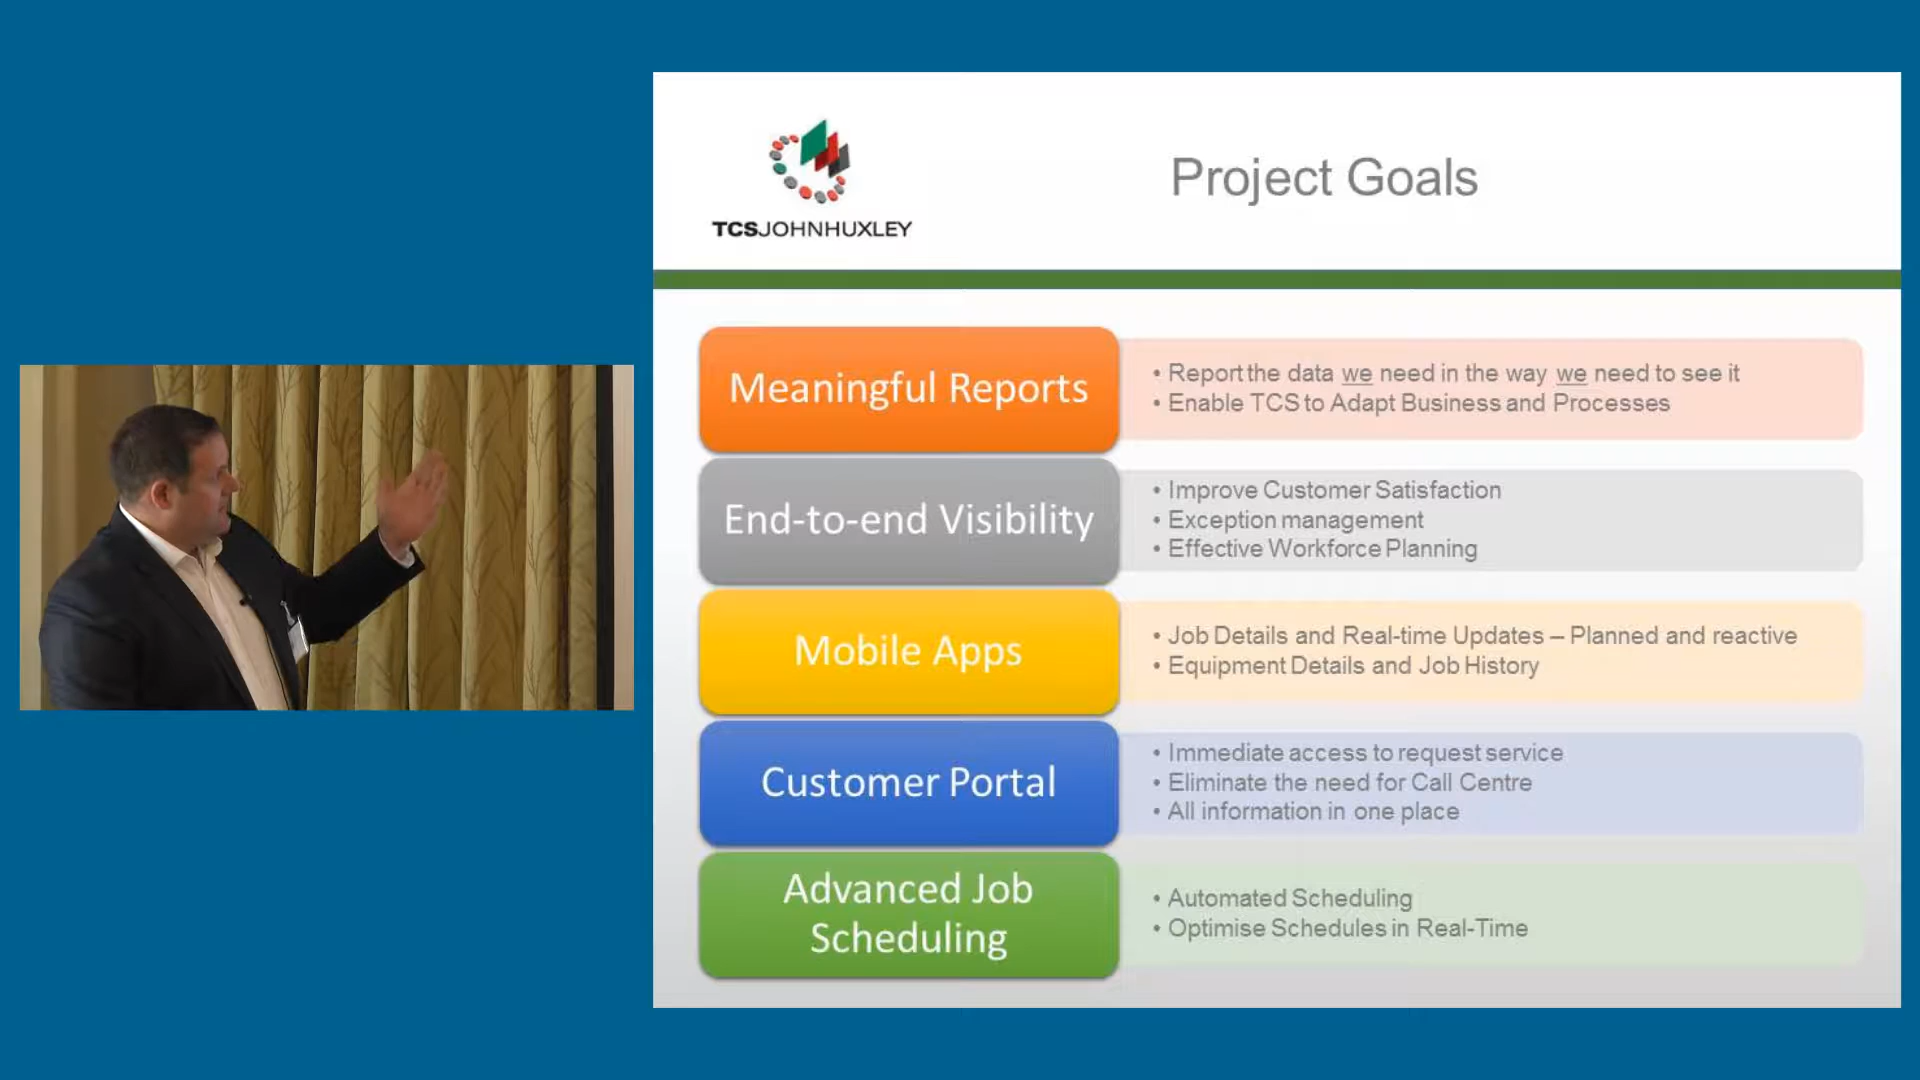 TCSJOHNHUXLEY
Project Goals
Meaningful Reports
• Report the data we need in the way we need to see it
• Enable TCS to Adapt Business and Processes
End-to-end Visibility
• Improve Customer Satisfaction
• Exception management
• Effective Workforce Planning
Mobile Apps
• Job Details and Real-time Updates – Planned and reactive
• Equipment Details and Job History
Customer Portal
• Immediate access to request service
• Eliminate the need for Call Centre
• All information in one place
Advanced Job
Scheduling
• Automated Scheduling
• Optimise Schedules in Real-Time